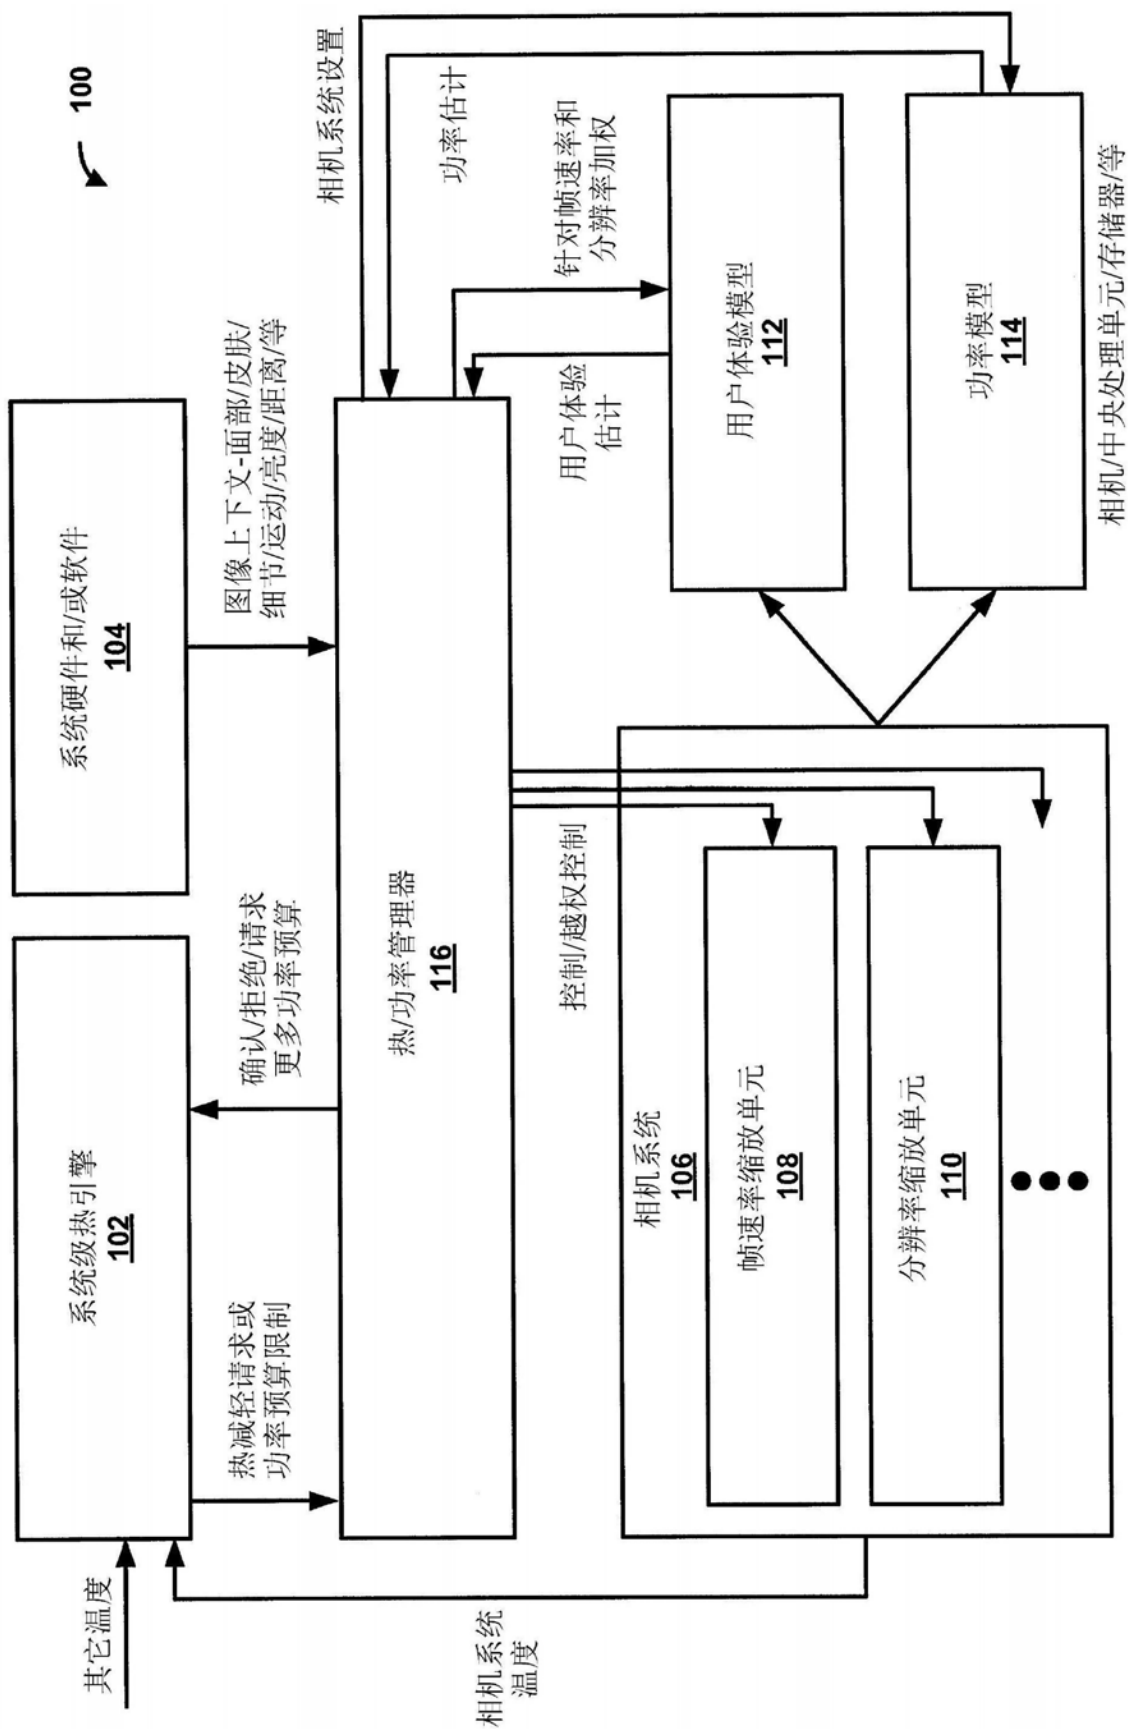 100
其它温度
系统级热引擎
102
系统硬件和/或软件
104
热减轻请求或
功率预算限制
确认/拒绝/请求
更多功率预算
图像上下文-面部/皮肤/
细节/运动/亮度/距离/等
相机系统设置
功率估计
热/功率管理器
116
相机系统
温度
控制/越权控制
用户体验
估计
针对帧速率和
分辨率加权
相机系统
106
帧速率缩放单元
108
分辨率缩放单元
110
用户体验模型
112
功率模型
114
相机/中央处理单元/存储器/等